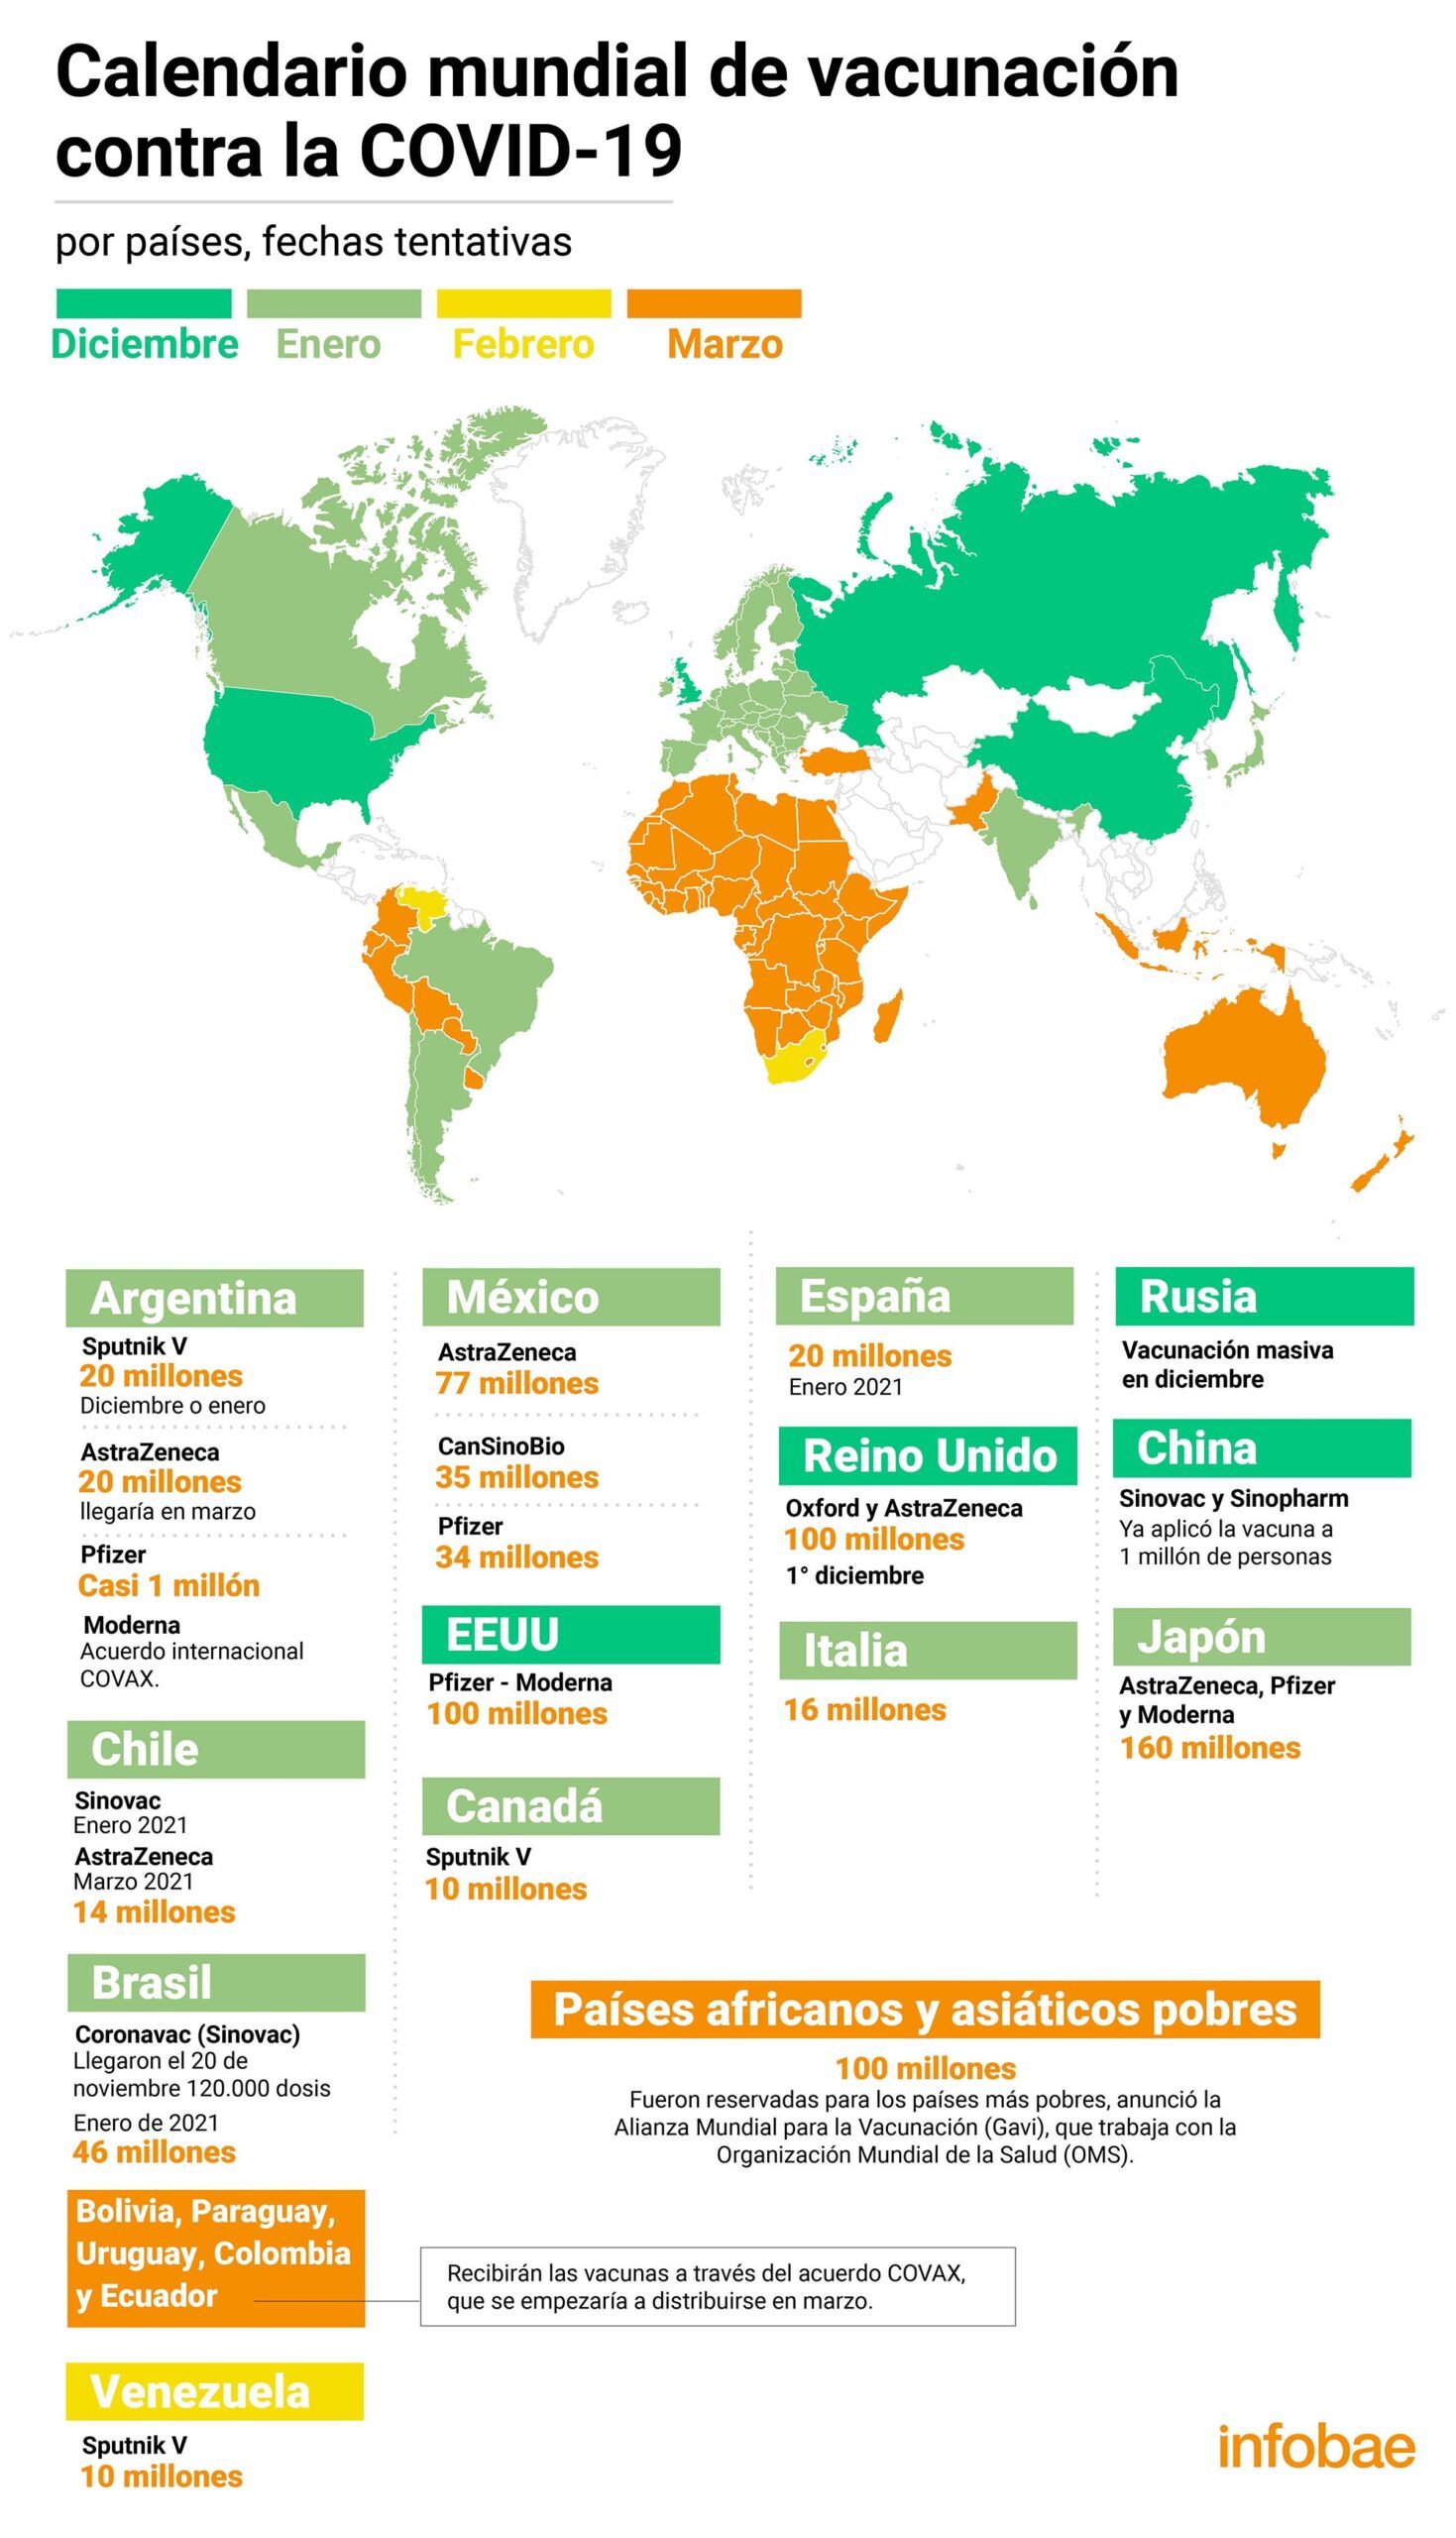 Calendario mundial de vacunación
contra la COVID-19
por países, fechas tentativas
Diciembre
Enero
Febrero
Marzo
Argentina
Sputnik V
20 millones
Diciembre o enero
AstraZeneca
20 millones
llegaría en marzo
Pfizer
Casi 1 millón
Moderna
Acuerdo internacional
COVAX.
Chile
Sinovac
Enero 2021
AstraZeneca
Marzo 2021
14 millones
Brasil
Coronavac (Sinovac)
Llegaron el 20 de
noviembre 120.000 dosis
Enero de 2021
46 millones
Bolivia, Paraguay,
Uruguay, Colombia
y Ecuador
Recibirán las vacunas a través del acuerdo COVAX,
que se empezaría a distribuirse en marzo.
Venezuela
Sputnik V
10 millones
México
AstraZeneca
77 millones
CanSinoBio
35 millones
Pfizer
34 millones
EEUU
Pfizer - Moderna
100 millones
Canadá
Sputnik V
10 millones
España
20 millones
Enero 2021
Reino Unido
Oxford y AstraZeneca
100 millones
1° diciembre
Italia
16 millones
Rusia
Vacunación masiva
en diciembre
China
Sinovac y Sinopharm
Ya aplicó la vacuna a
1 millón de personas
Japón
AstraZeneca, Pfizer
y Moderna
160 millones
Países africanos y asiáticos pobres
100 millones
Fueron reservadas para los países más pobres, anunció la
Alianza Mundial para la Vacunación (Gavi), que trabaja con la
Organización Mundial de la Salud (OMS).
infobae